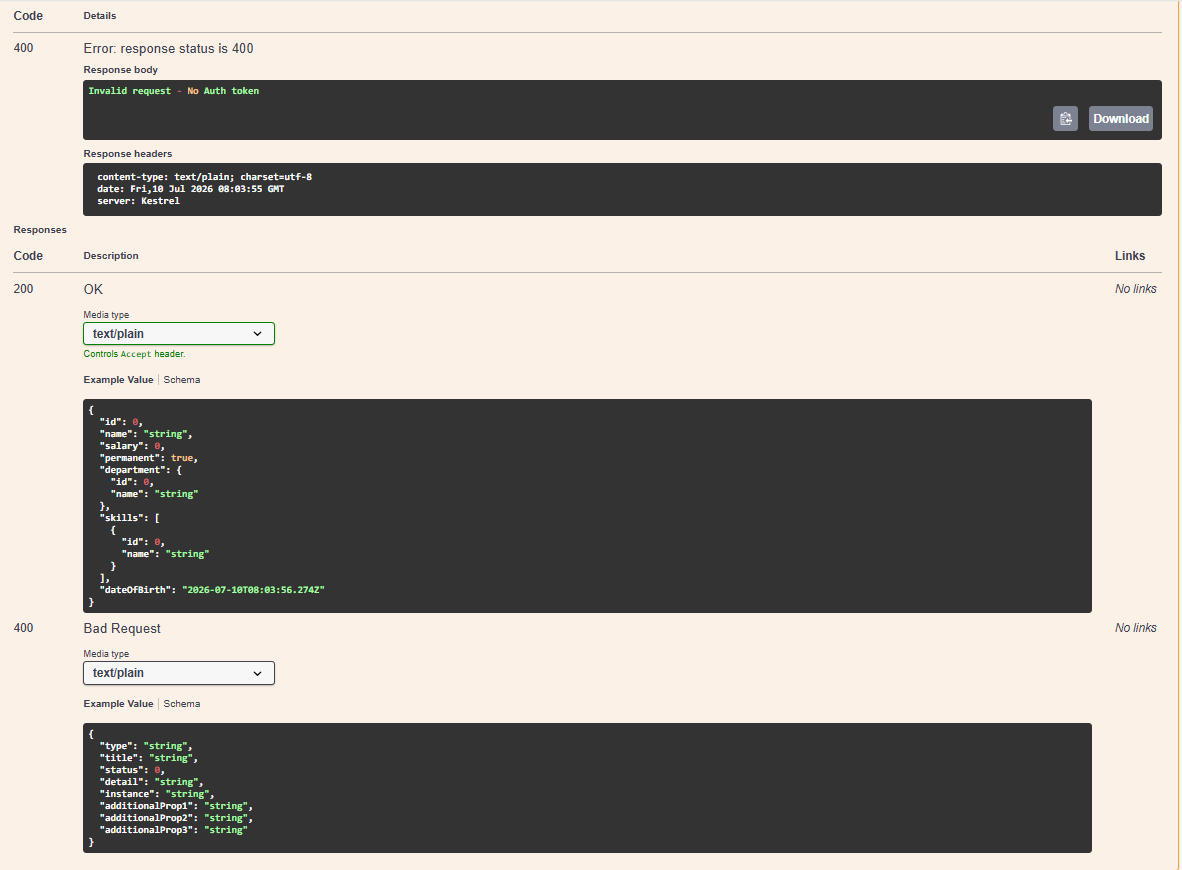 Code Details
400 Error: response status is 400
Response body
Invalid request - No Auth token
Download
Response headers
content-type: text/plain; charset=utf-8
date: Fri,10 Jul 2026 08:03:55 GMT
server: Kestrel
Responses
Code Description Links
200 OK No links
Media type
text/plain
Controls Accept header.
Example Value Schema
{
  "id": 0,
  "name": "string",
  "salary": 0,
  "permanent": true,
  "department": {
    "id": 0,
    "name": "string"
  },
  "skills": [
    {
      "id": 0,
      "name": "string"
    }
  ],
  "dateOfBirth": "2026-07-10T08:03:56.274Z"
}
400 Bad Request No links
Media type
text/plain
Example Value Schema
{
  "type": "string",
  "title": "string",
  "status": 0,
  "detail": "string",
  "instance": "string",
  "additionalProp1": "string",
  "additionalProp2": "string",
  "additionalProp3": "string"
}